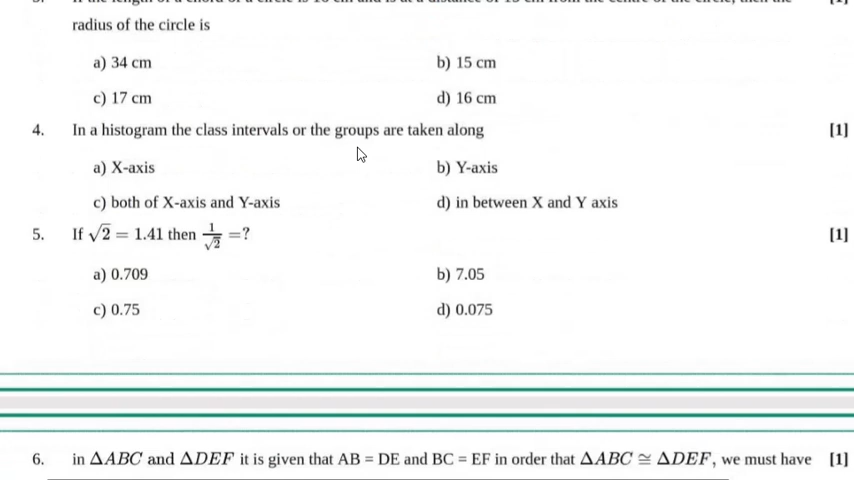 radius of the circle is
a) 34 cm b) 15 cm
c) 17 cm d) 16 cm
4. In a histogram the class intervals or the groups are taken along [1]
a) X-axis b) Y-axis
c) both of X-axis and Y-axis d) in between X and Y axis
5. If √2 = 1.41 then 1/√2 =? [1]
a) 0.709 b) 7.05
c) 0.75 d) 0.075
6. in ΔABC and ΔDEF it is given that AB = DE and BC = EF in order that ΔABC ≅ ΔDEF, we must have [1]